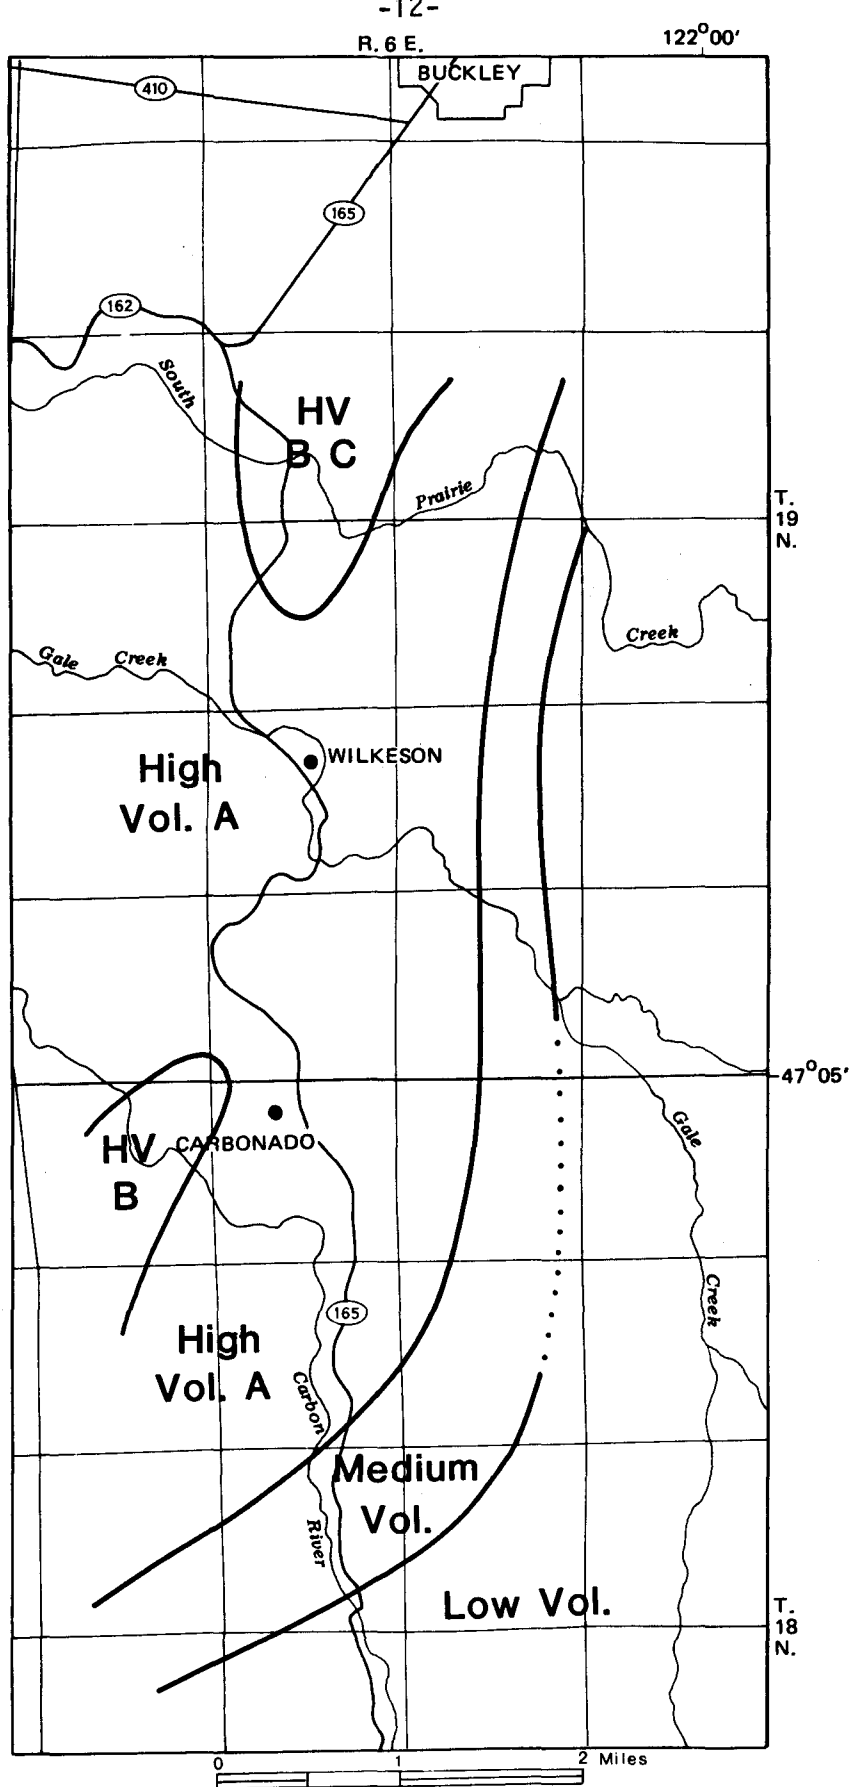 -12-
R. 6 E.
122°00'
BUCKLEY
410
165
162
South
HV
B C
Prairie
T.
19
N.
Creek
Gale Creek
WILKESON
High
Vol. A
47°05'
Gale
CARBONADO
HV
B
Creek
165
High
Vol. A
Carbon
Medium
Vol.
River
Low Vol.
T.
18
N.
0 1 2 Miles